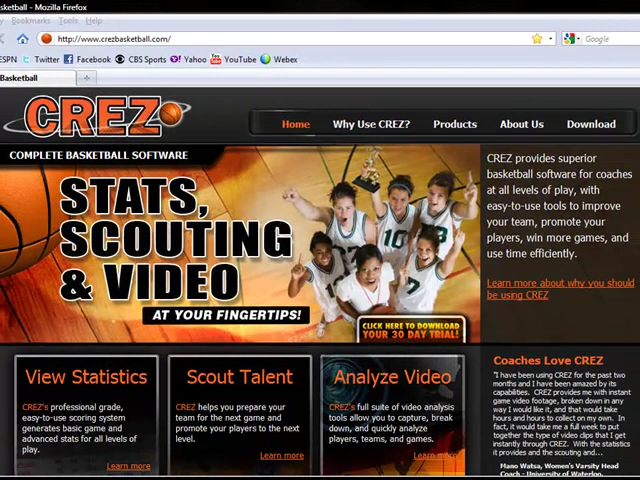 sketball - Mozilla Firefox
y Bookmarks Tools Help
http://www.crezbasketball.com/
Google
ESPN Twitter Facebook CBS Sports Yahoo YouTube Webex
Basketball
CREZ
Home Why Use CREZ? Products About Us Download
COMPLETE BASKETBALL SOFTWARE
STATS,
SCOUTING
& VIDEO
AT YOUR FINGERTIPS!
10
3
7
CLICK HERE TO DOWNLOAD
YOUR 30 DAY TRIAL!
CREZ provides superior
basketball software for coaches
at all levels of play, with
easy-to-use tools to improve
your team, promote your
players, win more games, and
use time efficiently.
Learn more about why you should
be using CREZ
View Statistics
CREZ's professional grade,
easy-to-use scoring system
generates basic game and
advanced stats for all levels of
play.
Learn more
Scout Talent
CREZ helps you prepare your
team for the next game and
promote your players to the next
level.
Learn more
Analyze Video
CREZ's full suite of video analysis
tools allow you to capture, break
down, and quickly analyze
players, teams, and games.
Learn more
Coaches Love CREZ
"I have been using CREZ for the past two
months and I have been amazed by its
capabilities. CREZ provides me with instant
game video footage, broken down in any
way I would like it, and that would take
hours and hours to collect on my own. In
fact, it would take me a full week to put
together the type of video clips that I get
instantly through CREZ. With the statistics
it provides and the scouting and...
Mano Watsa, Women's Varsity Head
Coach - University of Waterloo,